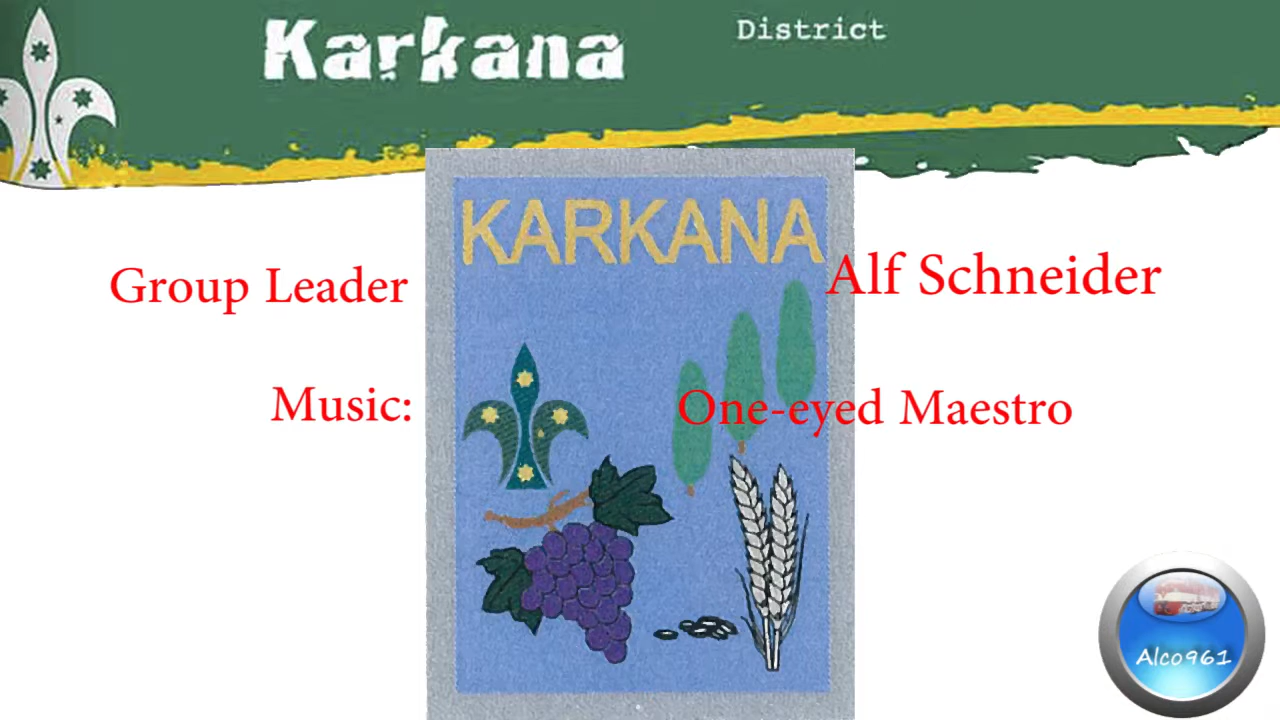 Karkana
District
KARKANA
Group Leader
Alf Schneider
Music:
One-eyed Maestro
Alco961